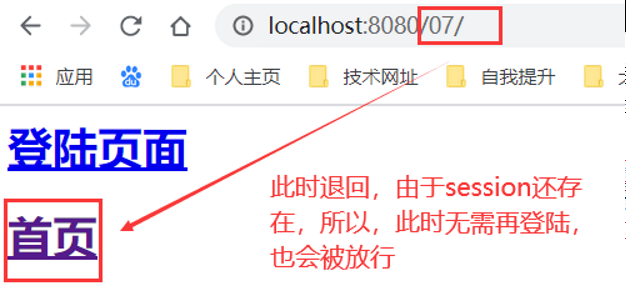 localhost:8080/07/
应用 du 个人主页 技术网址 自我提升
登陆页面
首页
此时退回，由于session还存
在，所以，此时无需再登陆，
也会被放行